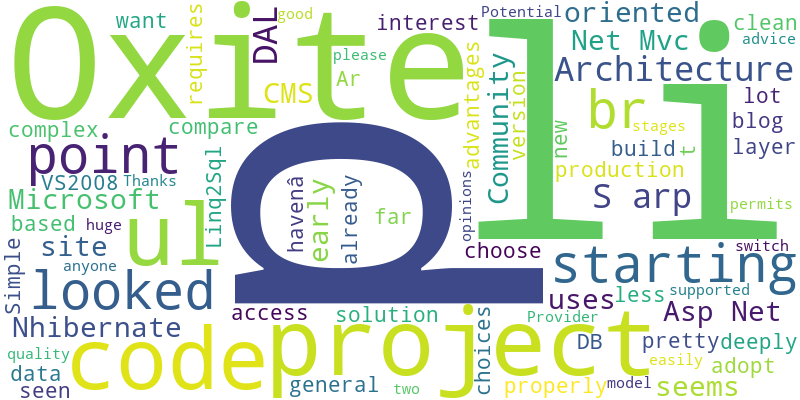 Oxite
want
requires
DAL
good
interest
please
Potential
oriented
clean
Net Mvc
advice
Architecture
CMS
Ar
advantages
Community
version
li
complex
compare
point
VS2008
Thanks
br
stages
new
build
t
lot
blog
layer
production
Microsoft
Linq2Sql
p
havenâ
early
already
far
opinions
S arp
permits
based
huge
ul
site
anyone
Simple
looked
choose
switch
starting
access
solution
uses
less
supported
Asp Net
Nhibernate
code
project
choices
Provider
DB
pretty
deeply
quality
data
seen
general
two
properly
model
easily
adopt
seems